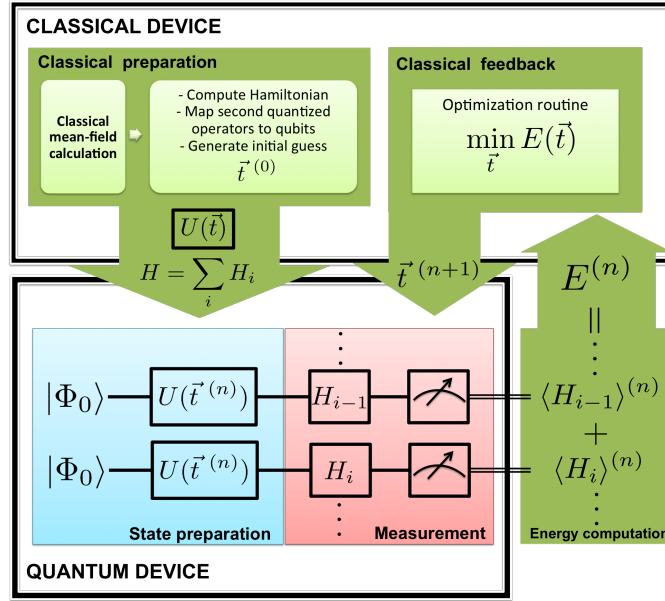 CLASSICAL DEVICE
Classical preparation
Classical
mean-field
calculation
- Compute Hamiltonian
- Map second quantized
operators to qubits
- Generate initial guess
t⃗ (0)
Classical feedback
Optimization routine
min E(t⃗)
t⃗
U(t⃗)
H = ∑ Hᵢ
i
t⃗ (n+1)
E(n)
=
|Φ₀⟩ U(t⃗ (n)) Hᵢ₋₁ ⟨Hᵢ₋₁⟩(n)
+
|Φ₀⟩ U(t⃗ (n)) Hᵢ ⟨Hᵢ⟩(n)
State preparation
Measurement
Energy computation
QUANTUM DEVICE